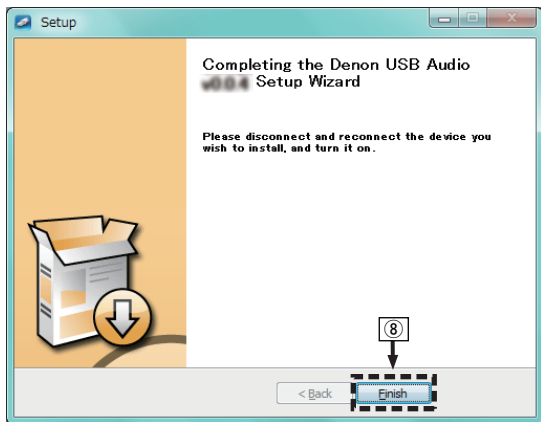 Setup
Completing the Denon USB Audio
Setup Wizard
Please disconnect and reconnect the device you
wish to install, and turn it on.
⑧
< Back Finish